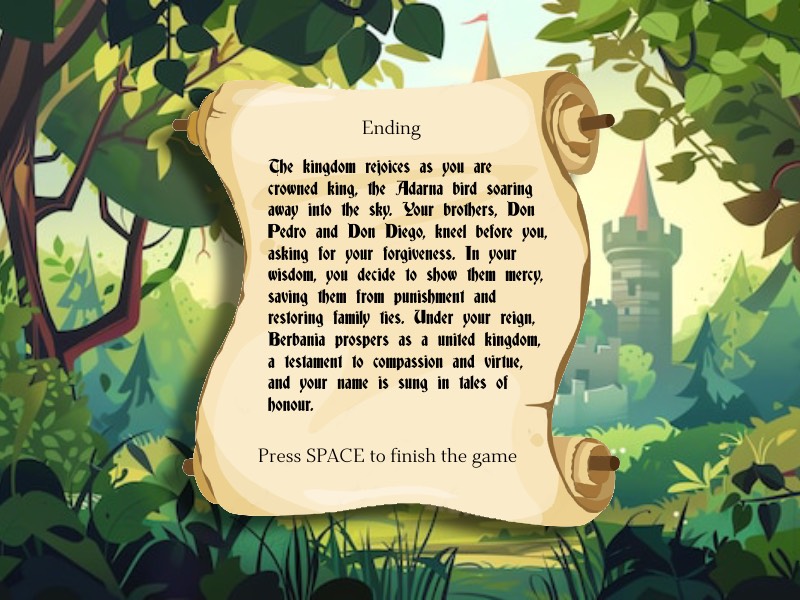 Ending
The kingdom rejoices as you are
crowned king, the Adarna bird soaring
away into the sky. Your brothers, Don
Pedro and Don Diego, kneel before you,
asking for your forgiveness. In your
wisdom, you decide to show them mercy,
saving them from punishment and
restoring family ties. Under your reign,
Berbania prospers as a united kingdom,
a testament to compassion and virtue,
and your name is sung in tales of
honour.
Press SPACE to finish the game